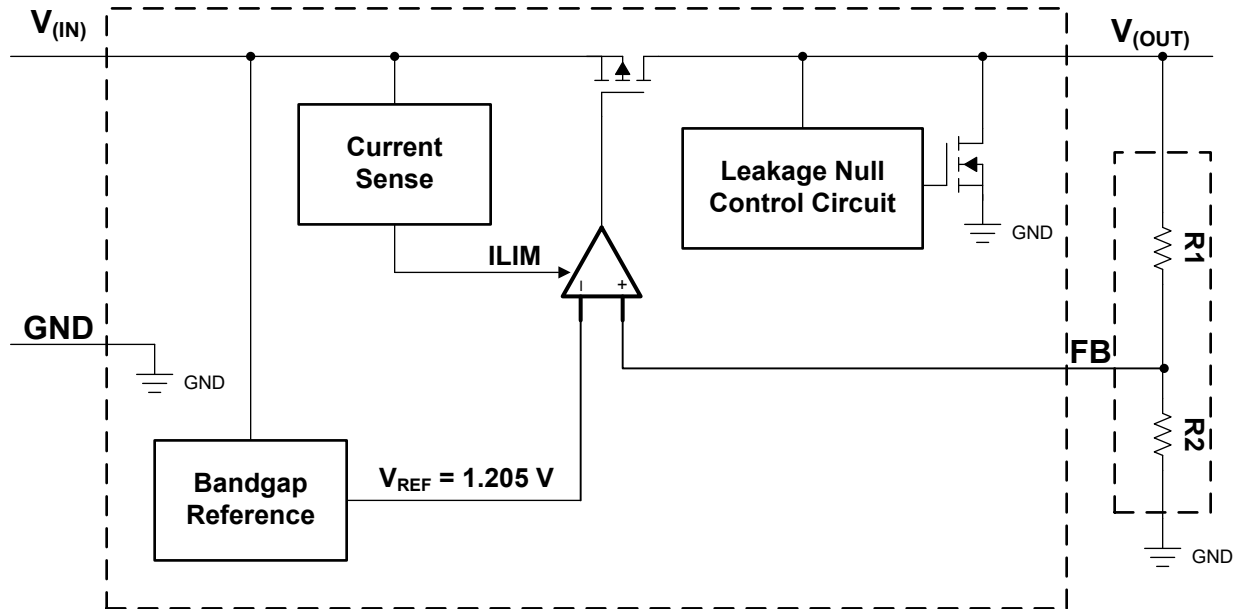 V(IN)
V(OUT)
Current
Sense
Leakage Null
Control Circuit
GND
R1
ILIM
GND
GND
FB
R2
Bandgap
Reference
VREF = 1.205 V
GND